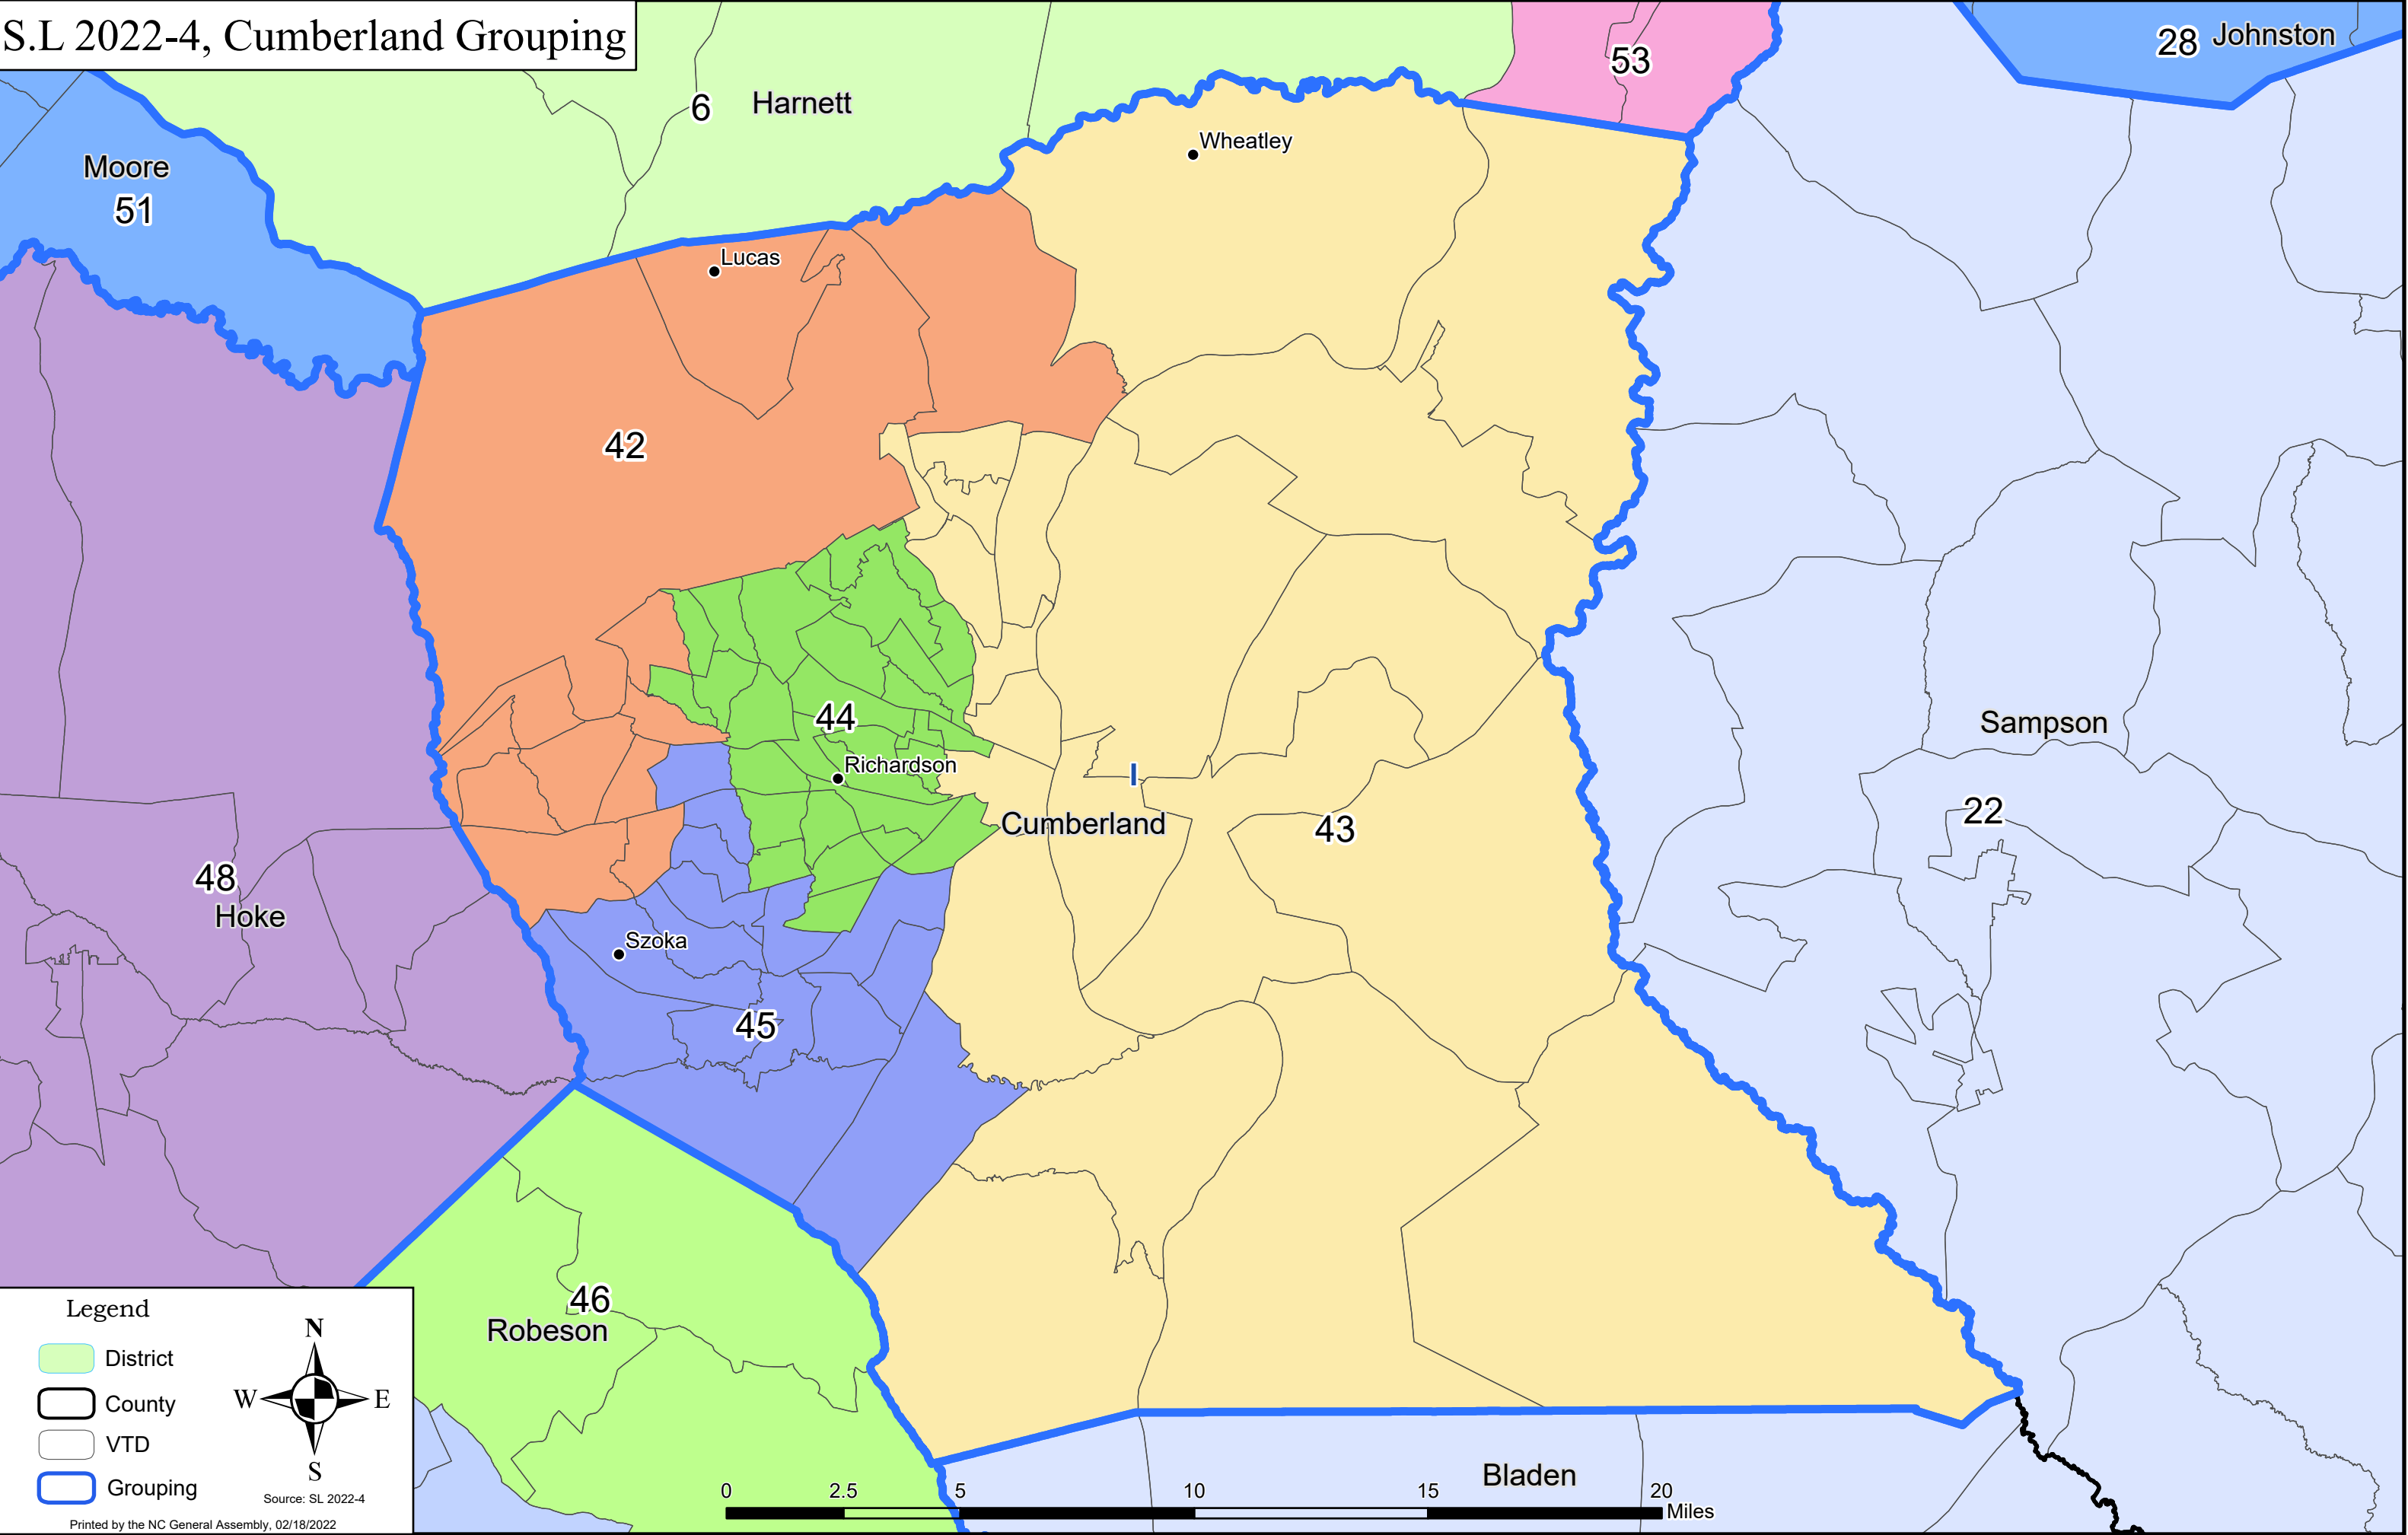 S.L 2022-4, Cumberland Grouping
53
28 Johnston
6 Harnett
Wheatley
Moore
51
Lucas
42
44
Sampson
Richardson
22
Cumberland
43
48
Hoke
Szoka
45
46
Robeson
Bladen
Legend
District
County
VTD
Grouping
N
W E
S
Source: SL 2022-4
Printed by the NC General Assembly, 02/18/2022
0 2.5 5 10 15 20
Miles